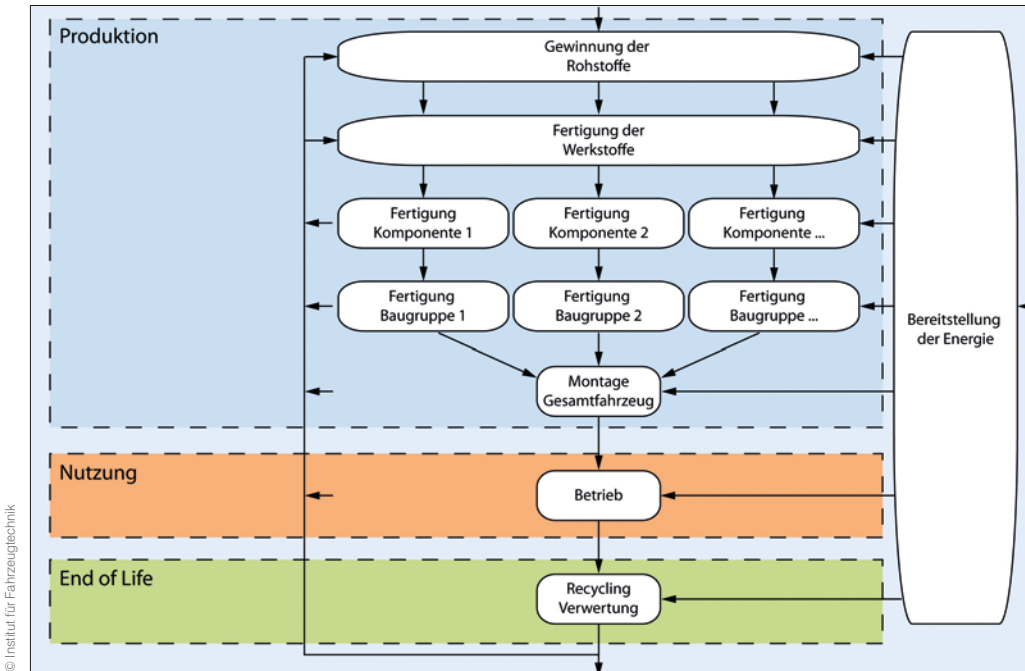 Produktion
Gewinnung der
Rohstoffe
Fertigung der
Werkstoffe
Fertigung
Komponente 1
Fertigung
Komponente 2
Fertigung
Komponente ...
Fertigung
Baugruppe 1
Fertigung
Baugruppe 2
Fertigung
Baugruppe ...
Montage
Gesamtfahrzeug
Bereitstellung
der Energie
Nutzung
Betrieb
End of Life
Recycling
Verwertung
© Institut für Fahrzeugtechnik